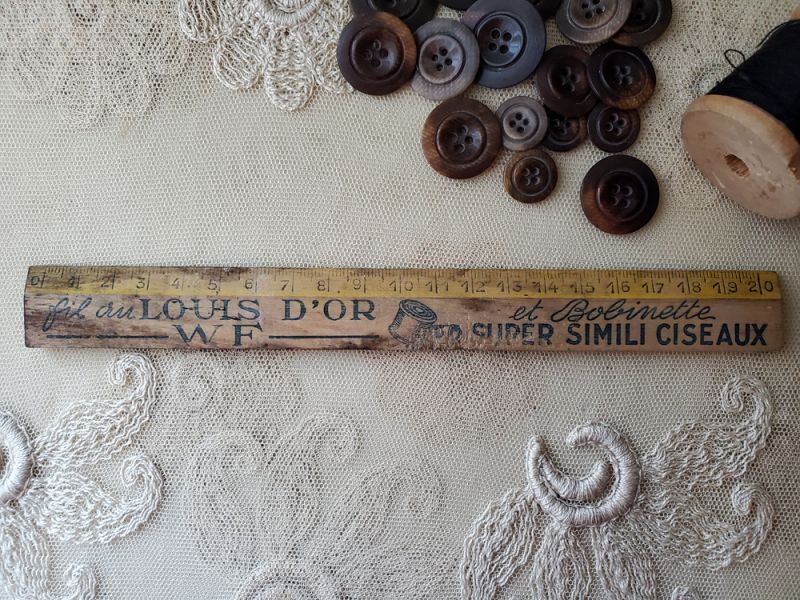 0 1 2 3 4 5 6 7 8 9 10 11 12 13 14 15 16 17 18 19 20
fil au LOUIS D'OR et Bobinette
WF SUPER SIMILI CISEAUX